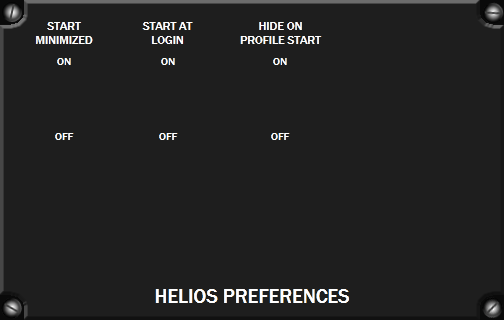 START
MINIMIZED
START AT
LOGIN
HIDE ON
PROFILE START
ON
ON
ON
OFF
OFF
OFF
HELIOS PREFERENCES